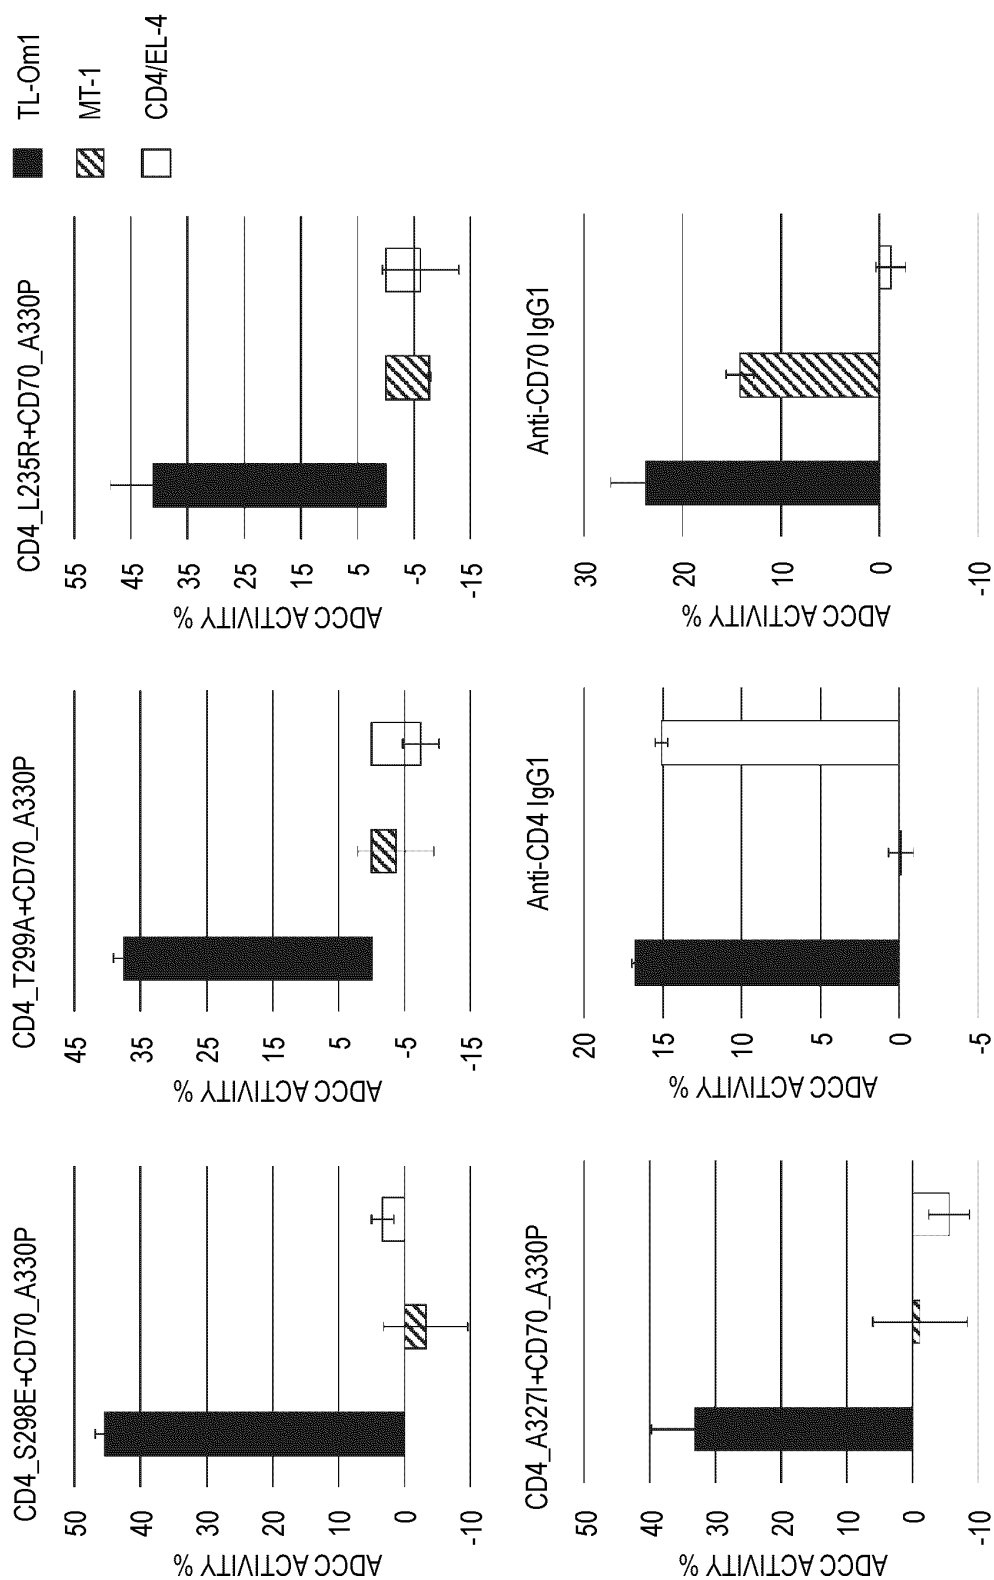 CD4_S298E+CD70_A330P
ADCC ACTIVITY %
50
40
30
20
10
0
-10
CD4_T299A+CD70_A330P
ADCC ACTIVITY %
45
35
25
15
5
-5
-15
CD4_L235R+CD70_A330P
ADCC ACTIVITY %
55
45
35
25
15
5
-5
-15
TL-Om1
MT-1
CD4/EL-4
CD4_A327I+CD70_A330P
ADCC ACTIVITY %
50
40
30
20
10
0
-10
Anti-CD4 IgG1
ADCC ACTIVITY %
20
15
10
5
0
-5
Anti-CD70 IgG1
ADCC ACTIVITY %
30
20
10
0
-10